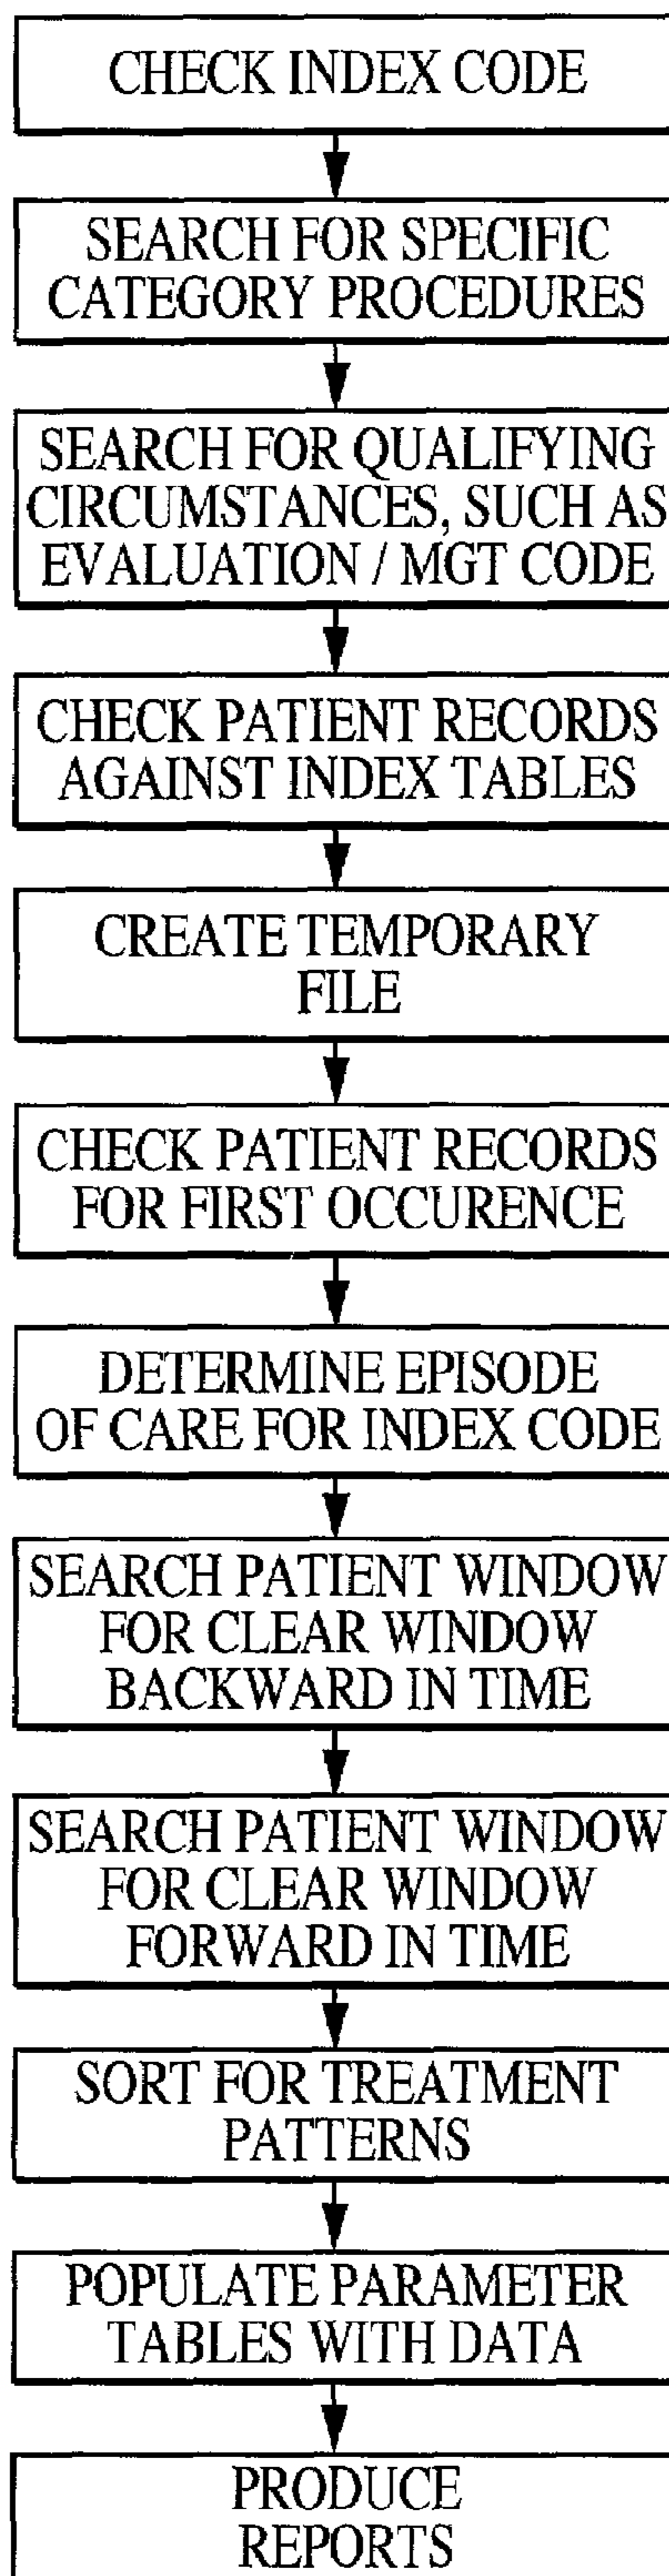 CHECK INDEX CODE
SEARCH FOR SPECIFIC
CATEGORY PROCEDURES
SEARCH FOR QUALIFYING
CIRCUMSTANCES, SUCH AS
EVALUATION / MGT CODE
CHECK PATIENT RECORDS
AGAINST INDEX TABLES
CREATE TEMPORARY
FILE
CHECK PATIENT RECORDS
FOR FIRST OCCURENCE
DETERMINE EPISODE
OF CARE FOR INDEX CODE
SEARCH PATIENT WINDOW
FOR CLEAR WINDOW
BACKWARD IN TIME
SEARCH PATIENT WINDOW
FOR CLEAR WINDOW
FORWARD IN TIME
SORT FOR TREATMENT
PATTERNS
POPULATE PARAMETER
TABLES WITH DATA
PRODUCE
REPORTS